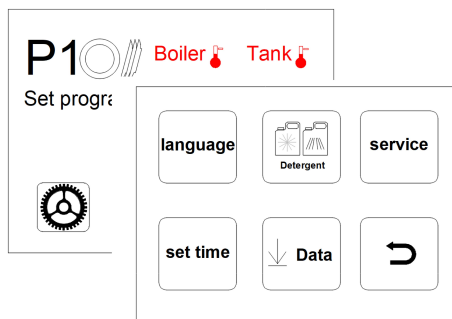 P1 Boiler Tank
Set progra
language
Detergent
service
set time
Data